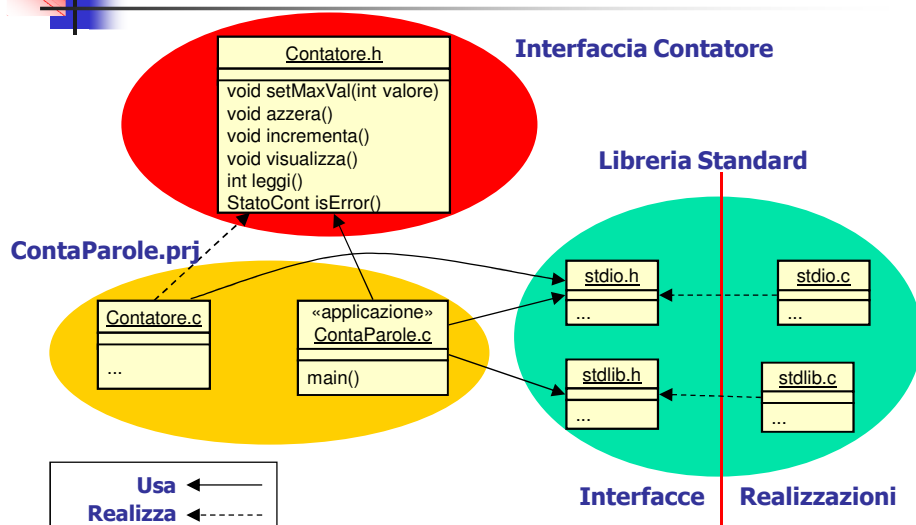 Contatore.h
Interfaccia Contatore
void setMaxVal(int valore)
void azzera()
void incrementa()
void visualizza()
int leggi()
StatoCont isError()
Libreria Standard
ContaParole.prj
Contatore.c
...
«applicazione»
ContaParole.c
main()
stdio.h
...
stdio.c
...
stdlib.h
...
stdlib.c
...
Usa
Realizza
Interfacce
Realizzazioni